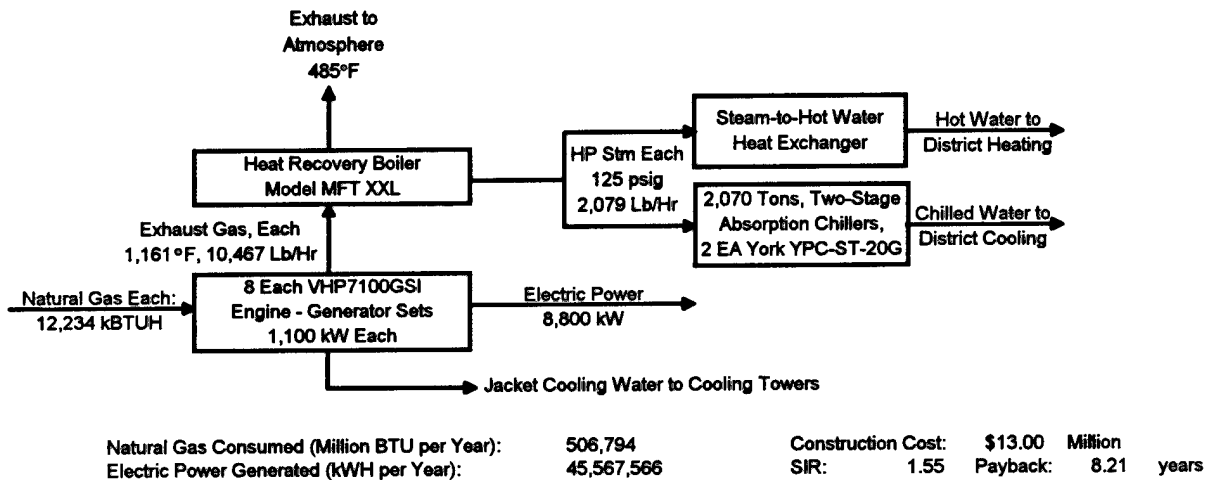 Exhaust to
Atmosphere
485°F
Heat Recovery Boiler
Model MFT XXL
HP Stm Each
125 psig
2,079 Lb/Hr
Steam-to-Hot Water
Heat Exchanger
Hot Water to
District Heating
2,070 Tons, Two-Stage
Absorption Chillers,
2 EA York YPC-ST-20G
Chilled Water to
District Cooling
Exhaust Gas, Each
1,161°F, 10,467 Lb/Hr
Natural Gas Each:
12,234 kBTUH
8 Each VHP7100GSI
Engine - Generator Sets
1,100 kW Each
Electric Power
8,800 kW
Jacket Cooling Water to Cooling Towers
Natural Gas Consumed (Million BTU per Year): 506,794 Construction Cost: $13.00 Million
Electric Power Generated (kWH per Year): 45,567,566 SIR: 1.55 Payback: 8.21 years